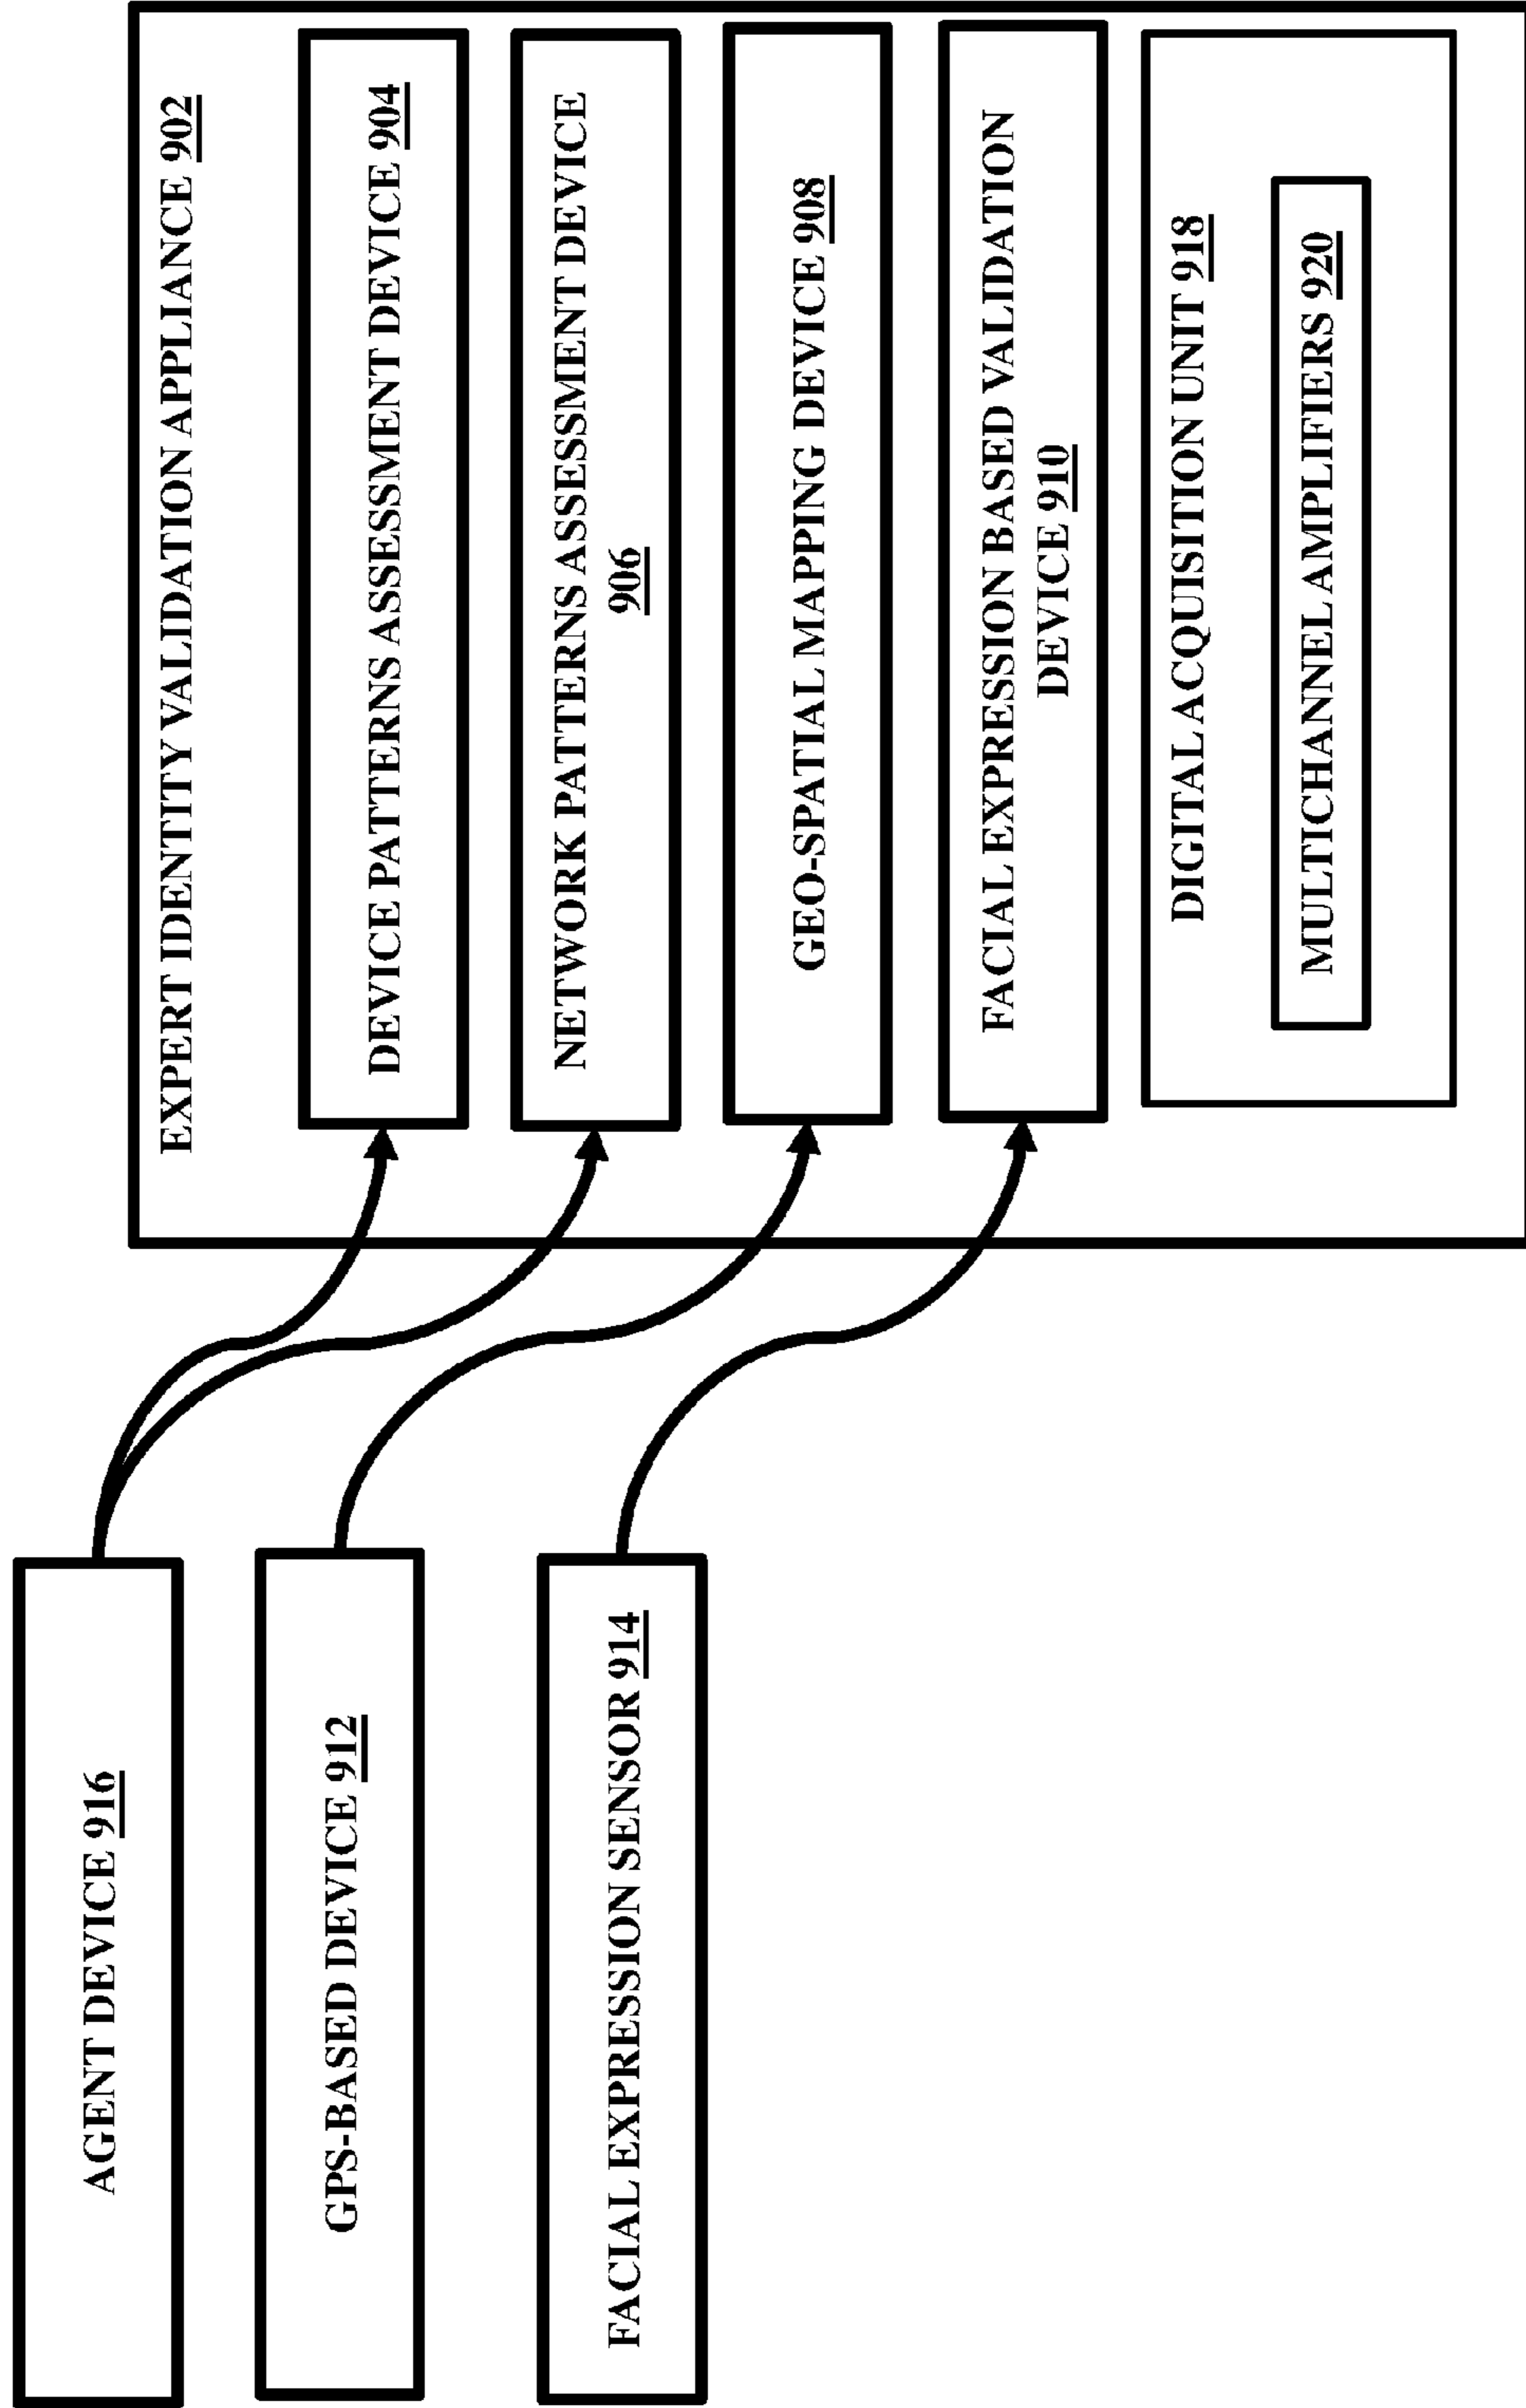 AGENT DEVICE 916
GPS-BASED DEVICE 912
FACIAL EXPRESSION SENSOR 914
EXPERT IDENTITY VALIDATION APPLIANCE 902
DEVICE PATTERNS ASSESSMENT DEVICE 904
NETWORK PATTERNS ASSESSMENT DEVICE
906
GEO-SPATIAL MAPPING DEVICE 908
FACIAL EXPRESSION BASED VALIDATION
DEVICE 910
DIGITAL ACQUISITION UNIT 918
MULTICHANNEL AMPLIFIERS 920